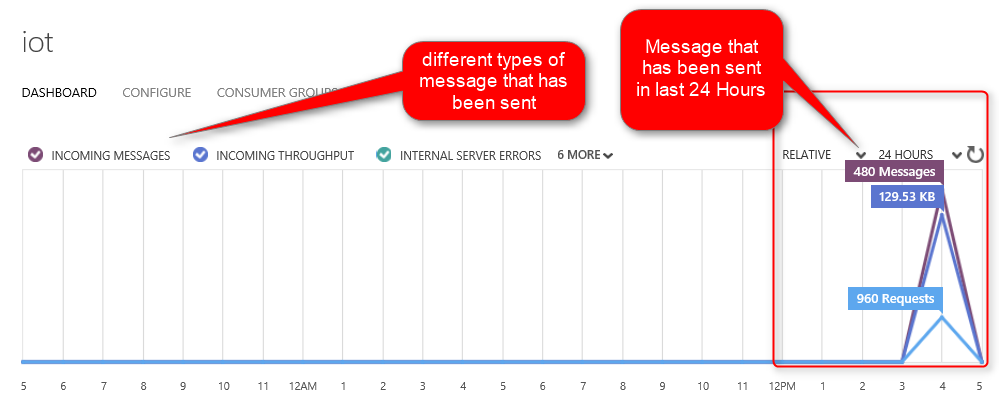 iot
different types of
message that has
been sent
Message that
has been sent
in last 24 Hours
DASHBOARD CONFIGURE CONSUMER GROUPS
INCOMING MESSAGES INCOMING THROUGHPUT INTERNAL SERVER ERRORS 6 MORE RELATIVE 24 HOURS
480 Messages
129.53 KB
960 Requests
5 6 7 8 9 10 11 12AM 1 2 3 4 5 6 7 8 9 10 11 12PM 1 2 3 4 5